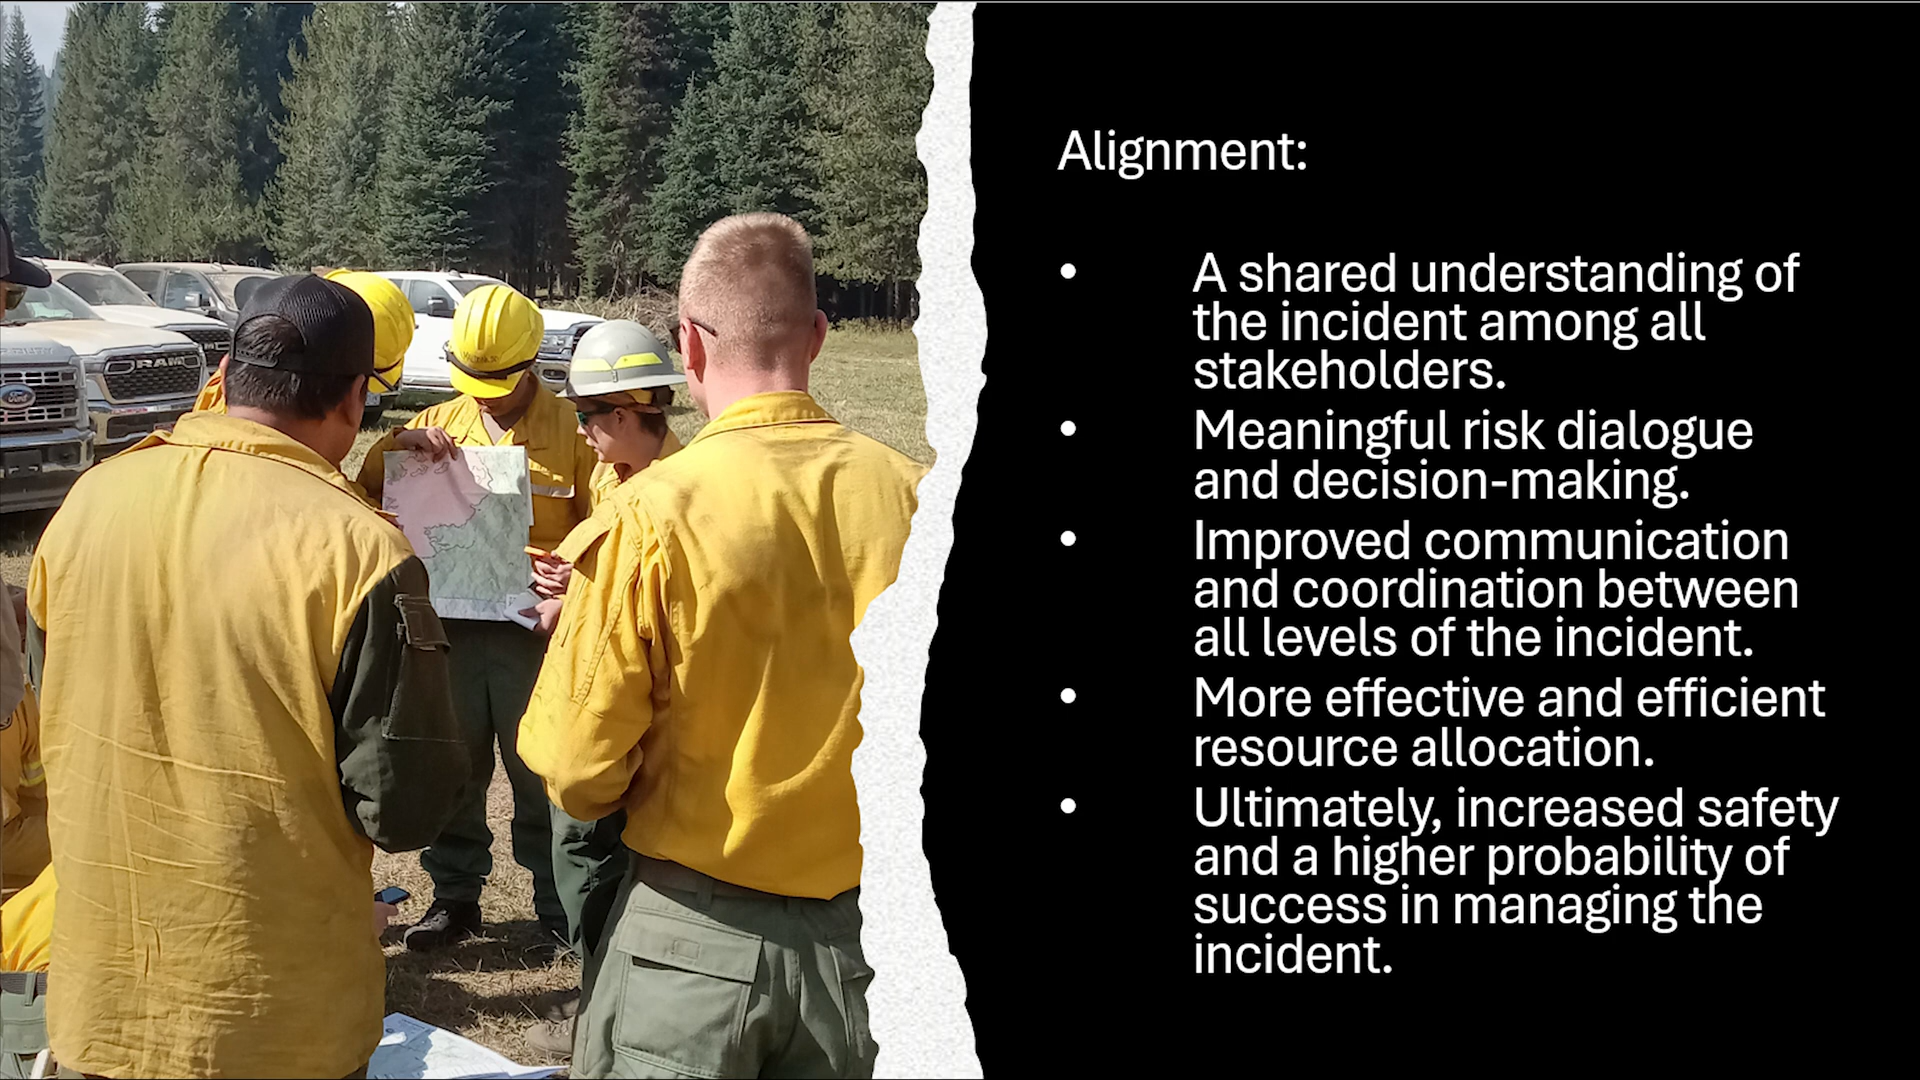 Alignment:
• A shared understanding of
the incident among all
stakeholders.
• Meaningful risk dialogue
and decision-making.
• Improved communication
and coordination between
all levels of the incident.
• More effective and efficient
resource allocation.
• Ultimately, increased safety
and a higher probability of
success in managing the
incident.
RAM
Ford